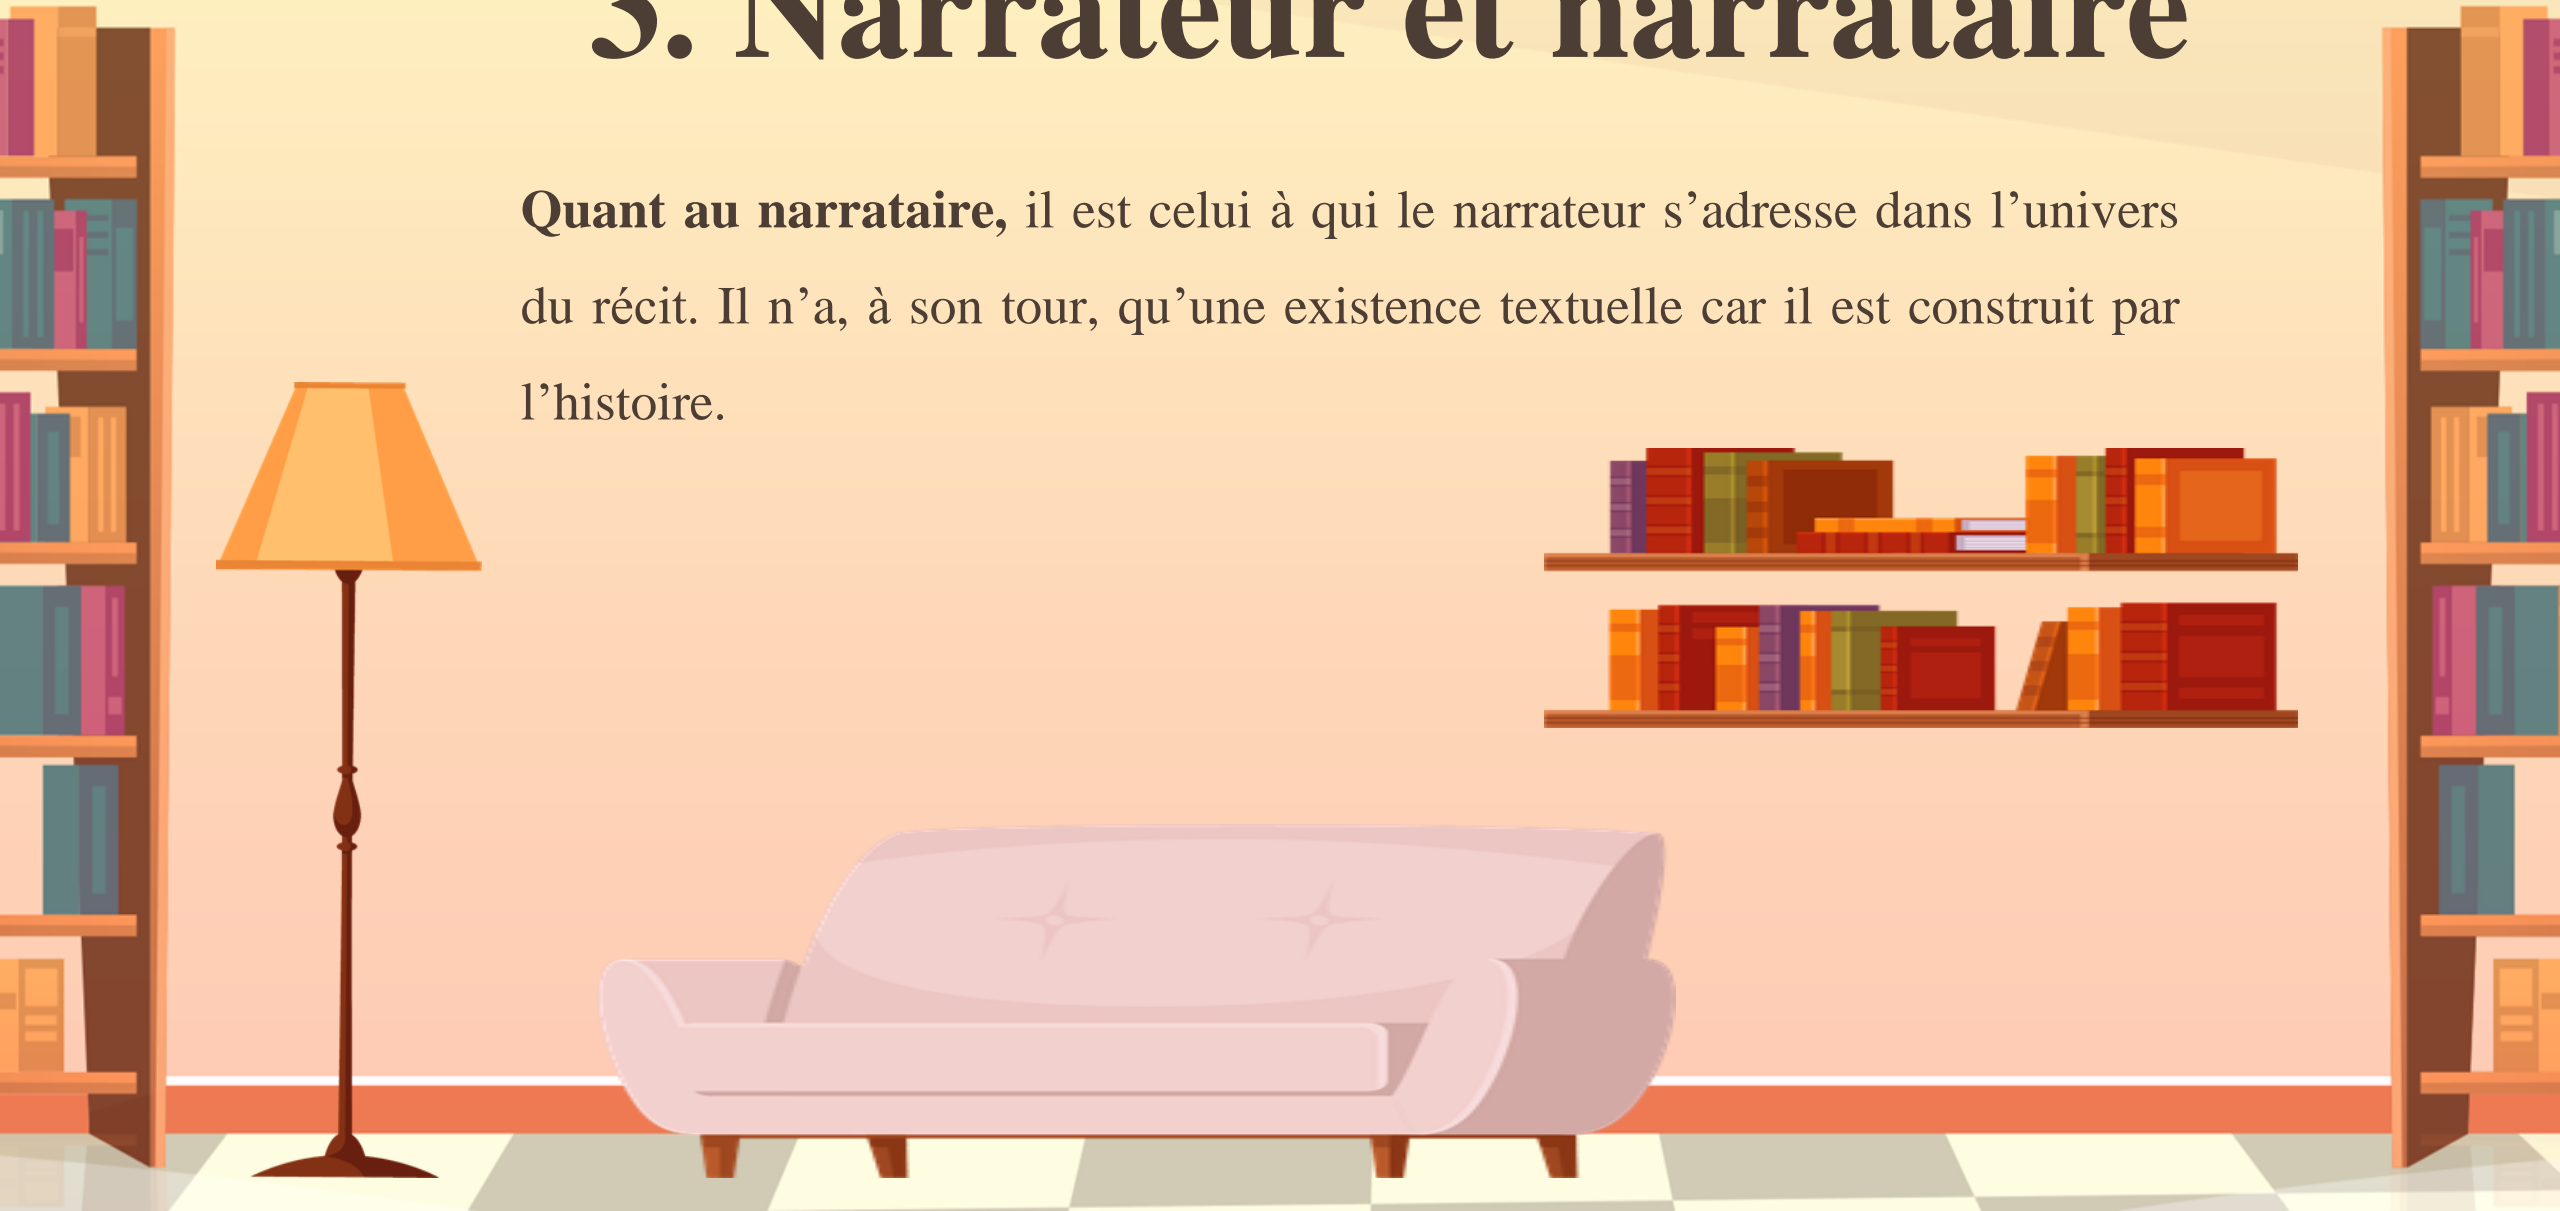 3. Narrateur et narrataire
Quant au narrataire, il est celui à qui le narrateur s’adresse dans l’univers
du récit. Il n’a, à son tour, qu’une existence textuelle car il est construit par
l’histoire.